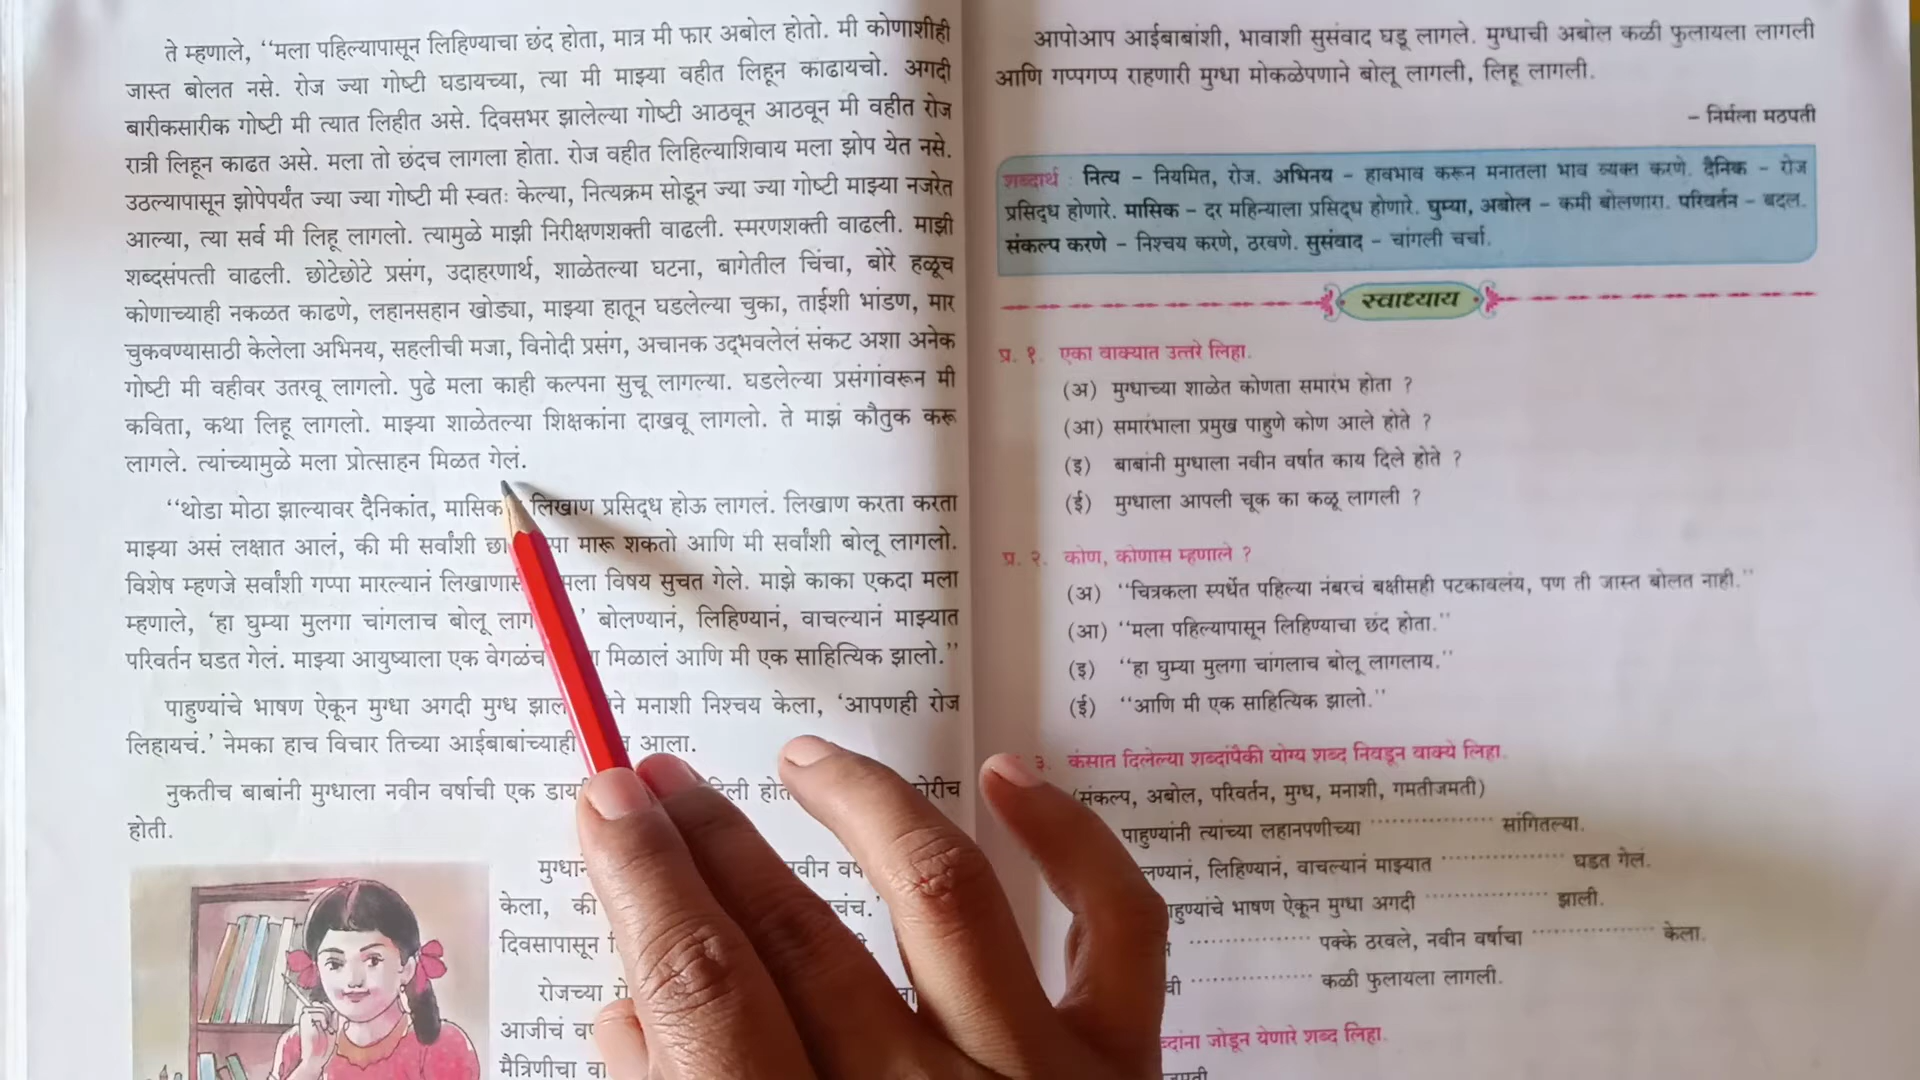 ते म्हणाले, “मला पहिल्यापासून लिहिण्याचा छंद होता, मात्र मी फार अबोल होतो. मी कोणाशीही
जास्त बोलत नसे. रोज ज्या गोष्टी घडायच्या, त्या मी माझ्या वहीत लिहून काढायचो. अगदी
बारीकसारीक गोष्टी मी त्यात लिहीत असे. दिवसभर झालेल्या गोष्टी आठवून आठवून मी वहीत रोज
रात्री लिहून काढत असे. मला तो छंदच लागला होता. रोज वहीत लिहिल्याशिवाय मला झोप येत नसे.
उठल्यापासून झोपेपर्यंत ज्या ज्या गोष्टी मी स्वतः केल्या, नित्यक्रम सोडून ज्या ज्या गोष्टी माझ्या नजरेत
आल्या, त्या सर्व मी लिहू लागलो. त्यामुळे माझी निरीक्षणशक्ती वाढली. स्मरणशक्ती वाढली. माझी
शब्दसंपत्ती वाढली. छोटेछोटे प्रसंग, उदाहरणार्थ, शाळेतल्या घटना, बागेतील चिंचा, बोरे हळूच
कोणाच्याही नकळत काढणे, लहानसहान खोड्या, माझ्या हातून घडलेल्या चुका, ताईशी भांडण, मार
चुकवण्यासाठी केलेला अभिनय, सहलीची मजा, विनोदी प्रसंग, अचानक उद्‌भवलेलं संकट अशा अनेक
गोष्टी मी वहीवर उतरवू लागलो. पुढे मला काही कल्पना सुचू लागल्या. घडलेल्या प्रसंगांवरून मी
कविता, कथा लिहू लागलो. माझ्या शाळेतल्या शिक्षकांना दाखवू लागलो. ते माझं कौतुक करू
लागले. त्यांच्यामुळे मला प्रोत्साहन मिळत गेलं.
“थोडा मोठा झाल्यावर दैनिकांत, मासिक लिखाण प्रसिद्ध होऊ लागलं. लिखाण करता करता
माझ्या असं लक्षात आलं, की मी सर्वांशी मारू शकतो आणि मी सर्वांशी बोलू लागलो.
विशेष म्हणजे सर्वांशी गप्पा मारल्यानं मला विषय सुचत गेले. माझे काका एकदा मला
म्हणाले, ‘हा घुम्या मुलगा चांगलाच बोलू ’ बोलण्यानं, लिहिण्यानं, वाचल्यानं माझ्यात
परिवर्तन घडत गेलं. माझ्या आयुष्याला एक वेगळंच मिळालं आणि मी एक साहित्यिक झालो.”
पाहुण्यांचे भाषण ऐकून मुग्धा अगदी मुग्ध मनाशी निश्चय केला, ‘आपणही रोज
लिहायचं.’ नेमका हाच विचार तिच्या आईबाबांच्याही आला.
नुकतीच बाबांनी मुग्धाला नवीन वर्षाची एक
होती.
केला, की
दिवसापासून
रोजच्या
आजीचं
मैत्रिणीचा
आपोआप आईबाबांशी, भावाशी सुसंवाद घडू लागले. मुग्धाची अबोल कळी फुलायला लागली
आणि गप्पगप्प राहणारी मुग्धा मोकळेपणाने बोलू लागली, लिहू लागली.
– निर्मला मठपती
शब्दार्थ : नित्य – नियमित, रोज. अभिनय – हावभाव करून मनातला भाव व्यक्त करणे. दैनिक – रोज
प्रसिद्ध होणारे. मासिक – दर महिन्याला प्रसिद्ध होणारे. घुम्या, अबोल – कमी बोलणारा. परिवर्तन – बदल.
संकल्प करणे – निश्चय करणे, ठरवणे. सुसंवाद – चांगली चर्चा.
स्वाध्याय
प्र. १. एका वाक्यात उत्तरे लिहा.
(अ) मुग्धाच्या शाळेत कोणता समारंभ होता ?
(आ) समारंभाला प्रमुख पाहुणे कोण आले होते ?
(इ) बाबांनी मुग्धाला नवीन वर्षात काय दिले होते ?
(ई) मुग्धाला आपली चूक का कळू लागली ?
प्र. २. कोण, कोणास म्हणाले ?
(अ) “चित्रकला स्पर्धेत पहिल्या नंबरचं बक्षीसही पटकावलंय, पण ती जास्त बोलत नाही.”
(आ) “मला पहिल्यापासून लिहिण्याचा छंद होता.”
(इ) “हा घुम्या मुलगा चांगलाच बोलू लागलाय.”
(ई) “आणि मी एक साहित्यिक झालो.”
३. कंसात दिलेल्या शब्दांपैकी योग्य शब्द निवडून वाक्ये लिहा.
(संकल्प, अबोल, परिवर्तन, मुग्ध, मनाशी, गमतीजमती)
पाहुण्यांनी त्यांच्या लहानपणीच्या .................. सांगितल्या.
लिहिण्यानं, वाचल्यानं माझ्यात .................. घडत गेलं.
भाषण ऐकून मुग्धा अगदी .................. झाली.
.................. पक्के ठरवले, नवीन वर्षाचा .................. केला.
.................. कळी फुलायला लागली.
जोडून येणारे शब्द लिहा.